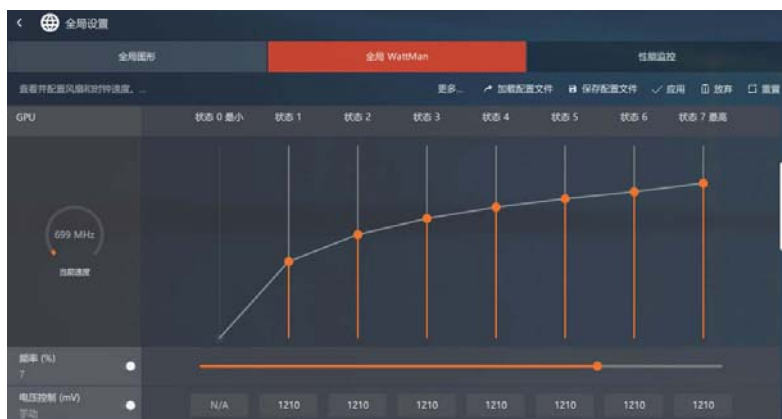 全局设置
全局图形 全局 WattMan 性能监控
查看并配置风扇和时钟速度。... 更多... 加载配置文件 保存配置文件 应用 放弃 重置
GPU 状态 0 最小 状态 1 状态 2 状态 3 状态 4 状态 5 状态 6 状态 7 最高
699 MHz
当前速度
频率 (%)
7
电压控制 (mV) N/A 1210 1210 1210 1210 1210 1210 1210
手动